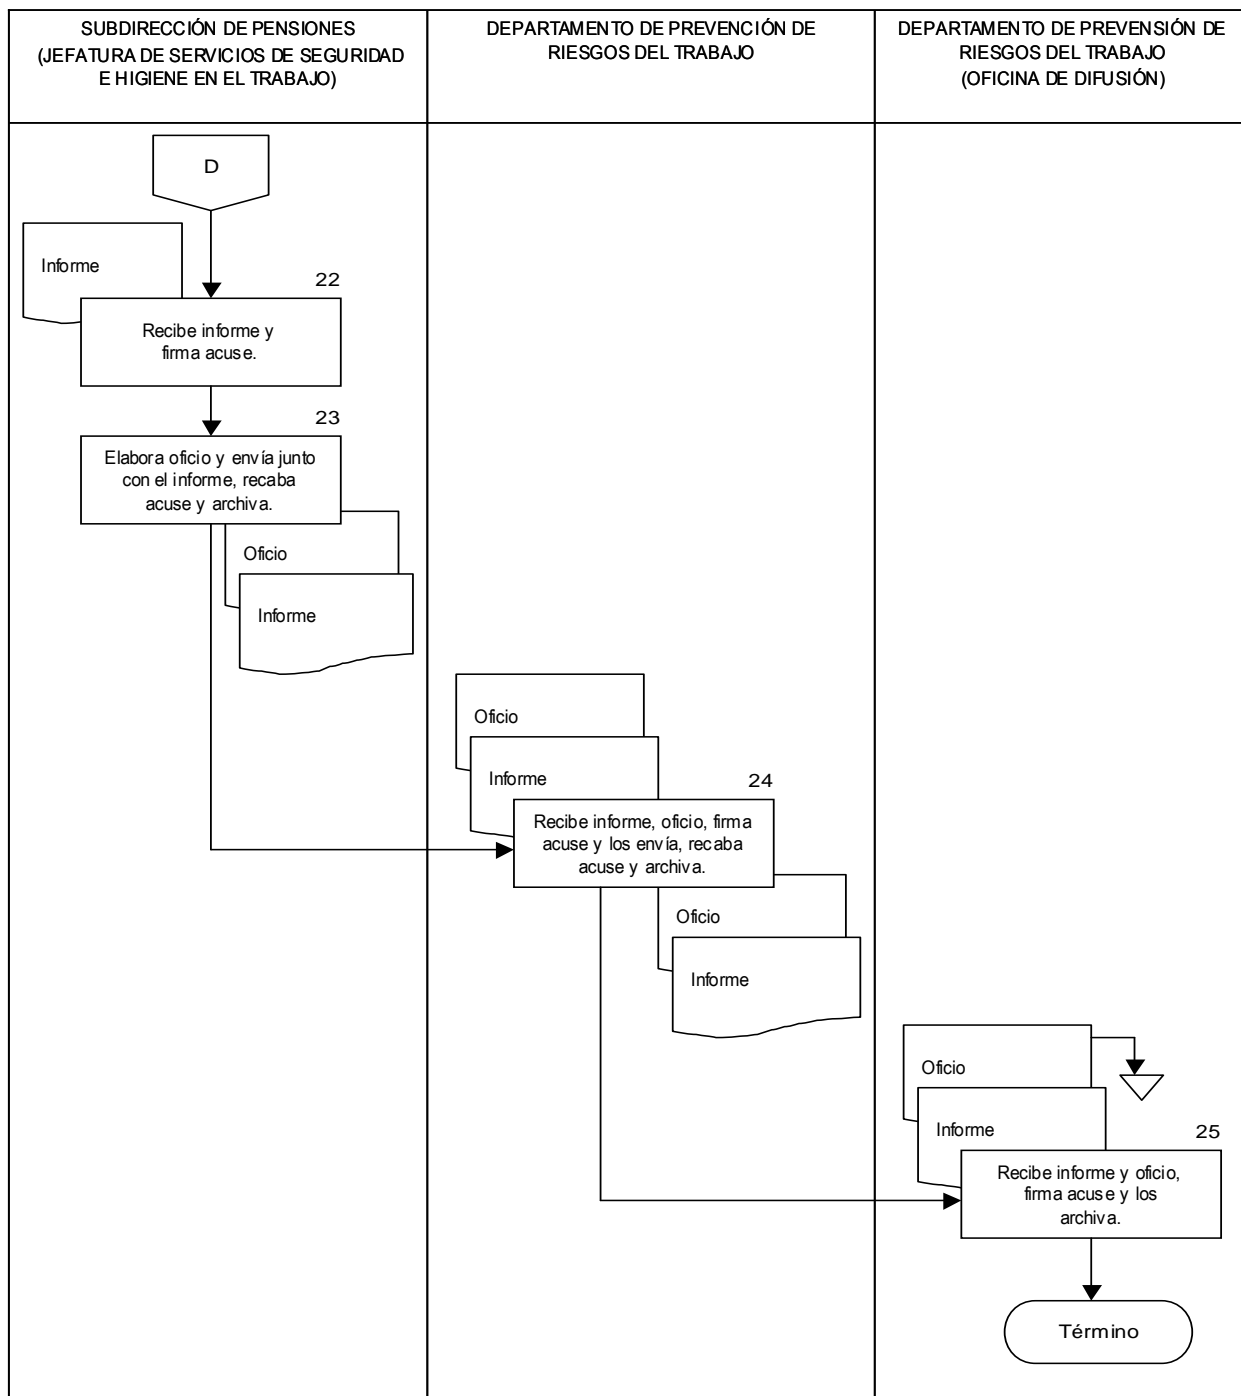 SUBDIRECCIÓN DE PENSIONES
(JEFATURA DE SERVICIOS DE SEGURIDAD
E HIGIENE EN EL TRABAJO)
DEPARTAMENTO DE PREVENCIÓN DE
RIESGOS DEL TRABAJO
DEPARTAMENTO DE PREVENSIÓN DE
RIESGOS DEL TRABAJO
(OFICINA DE DIFUSIÓN)
D
Informe
22
Recibe informe y
firma acuse.
23
Elabora oficio y envía junto
con el informe, recaba
acuse y archiva.
Oficio
Informe
Oficio
Informe
24
Recibe informe, oficio, firma
acuse y los envía, recaba
acuse y archiva.
Oficio
Informe
Oficio
Informe
25
Recibe informe y oficio,
firma acuse y los
archiva.
Término